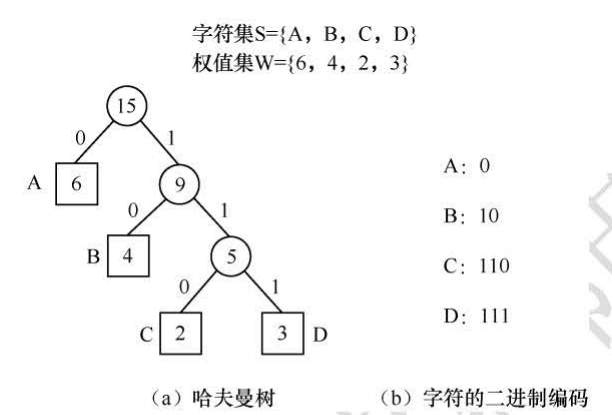 字符集S={A，B，C，D}
权值集W={6，4，2，3}
15
0 1
A 6 9
0 1
B 4 5
0 1
C 2 3 D
A：0
B：10
C：110
D：111
（a）哈夫曼树
（b）字符的二进制编码